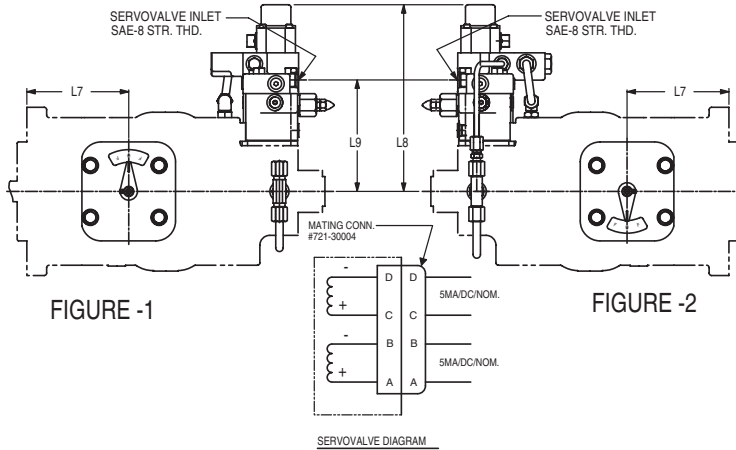 SERVOVALVE INLET
SAE-8 STR. THD.
SERVOVALVE INLET
SAE-8 STR. THD.
L7
L9
L8
L7
MATING CONN.
#721-30004
FIGURE -1
FIGURE -2
-
D D
5MA/DC/NOM.
+
C C
-
B B
5MA/DC/NOM.
+
A A
SERVOVALVE DIAGRAM